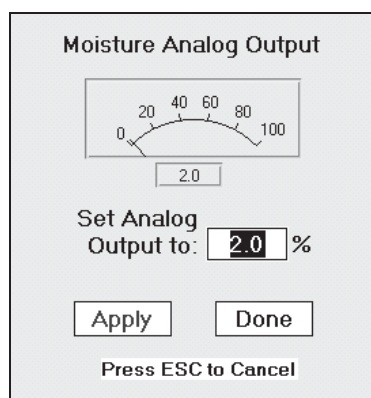 Moisture Analog Output
0 20 40 60 80 100
2.0
Set Analog
Output to: 2.0 %
Apply Done
Press ESC to Cancel